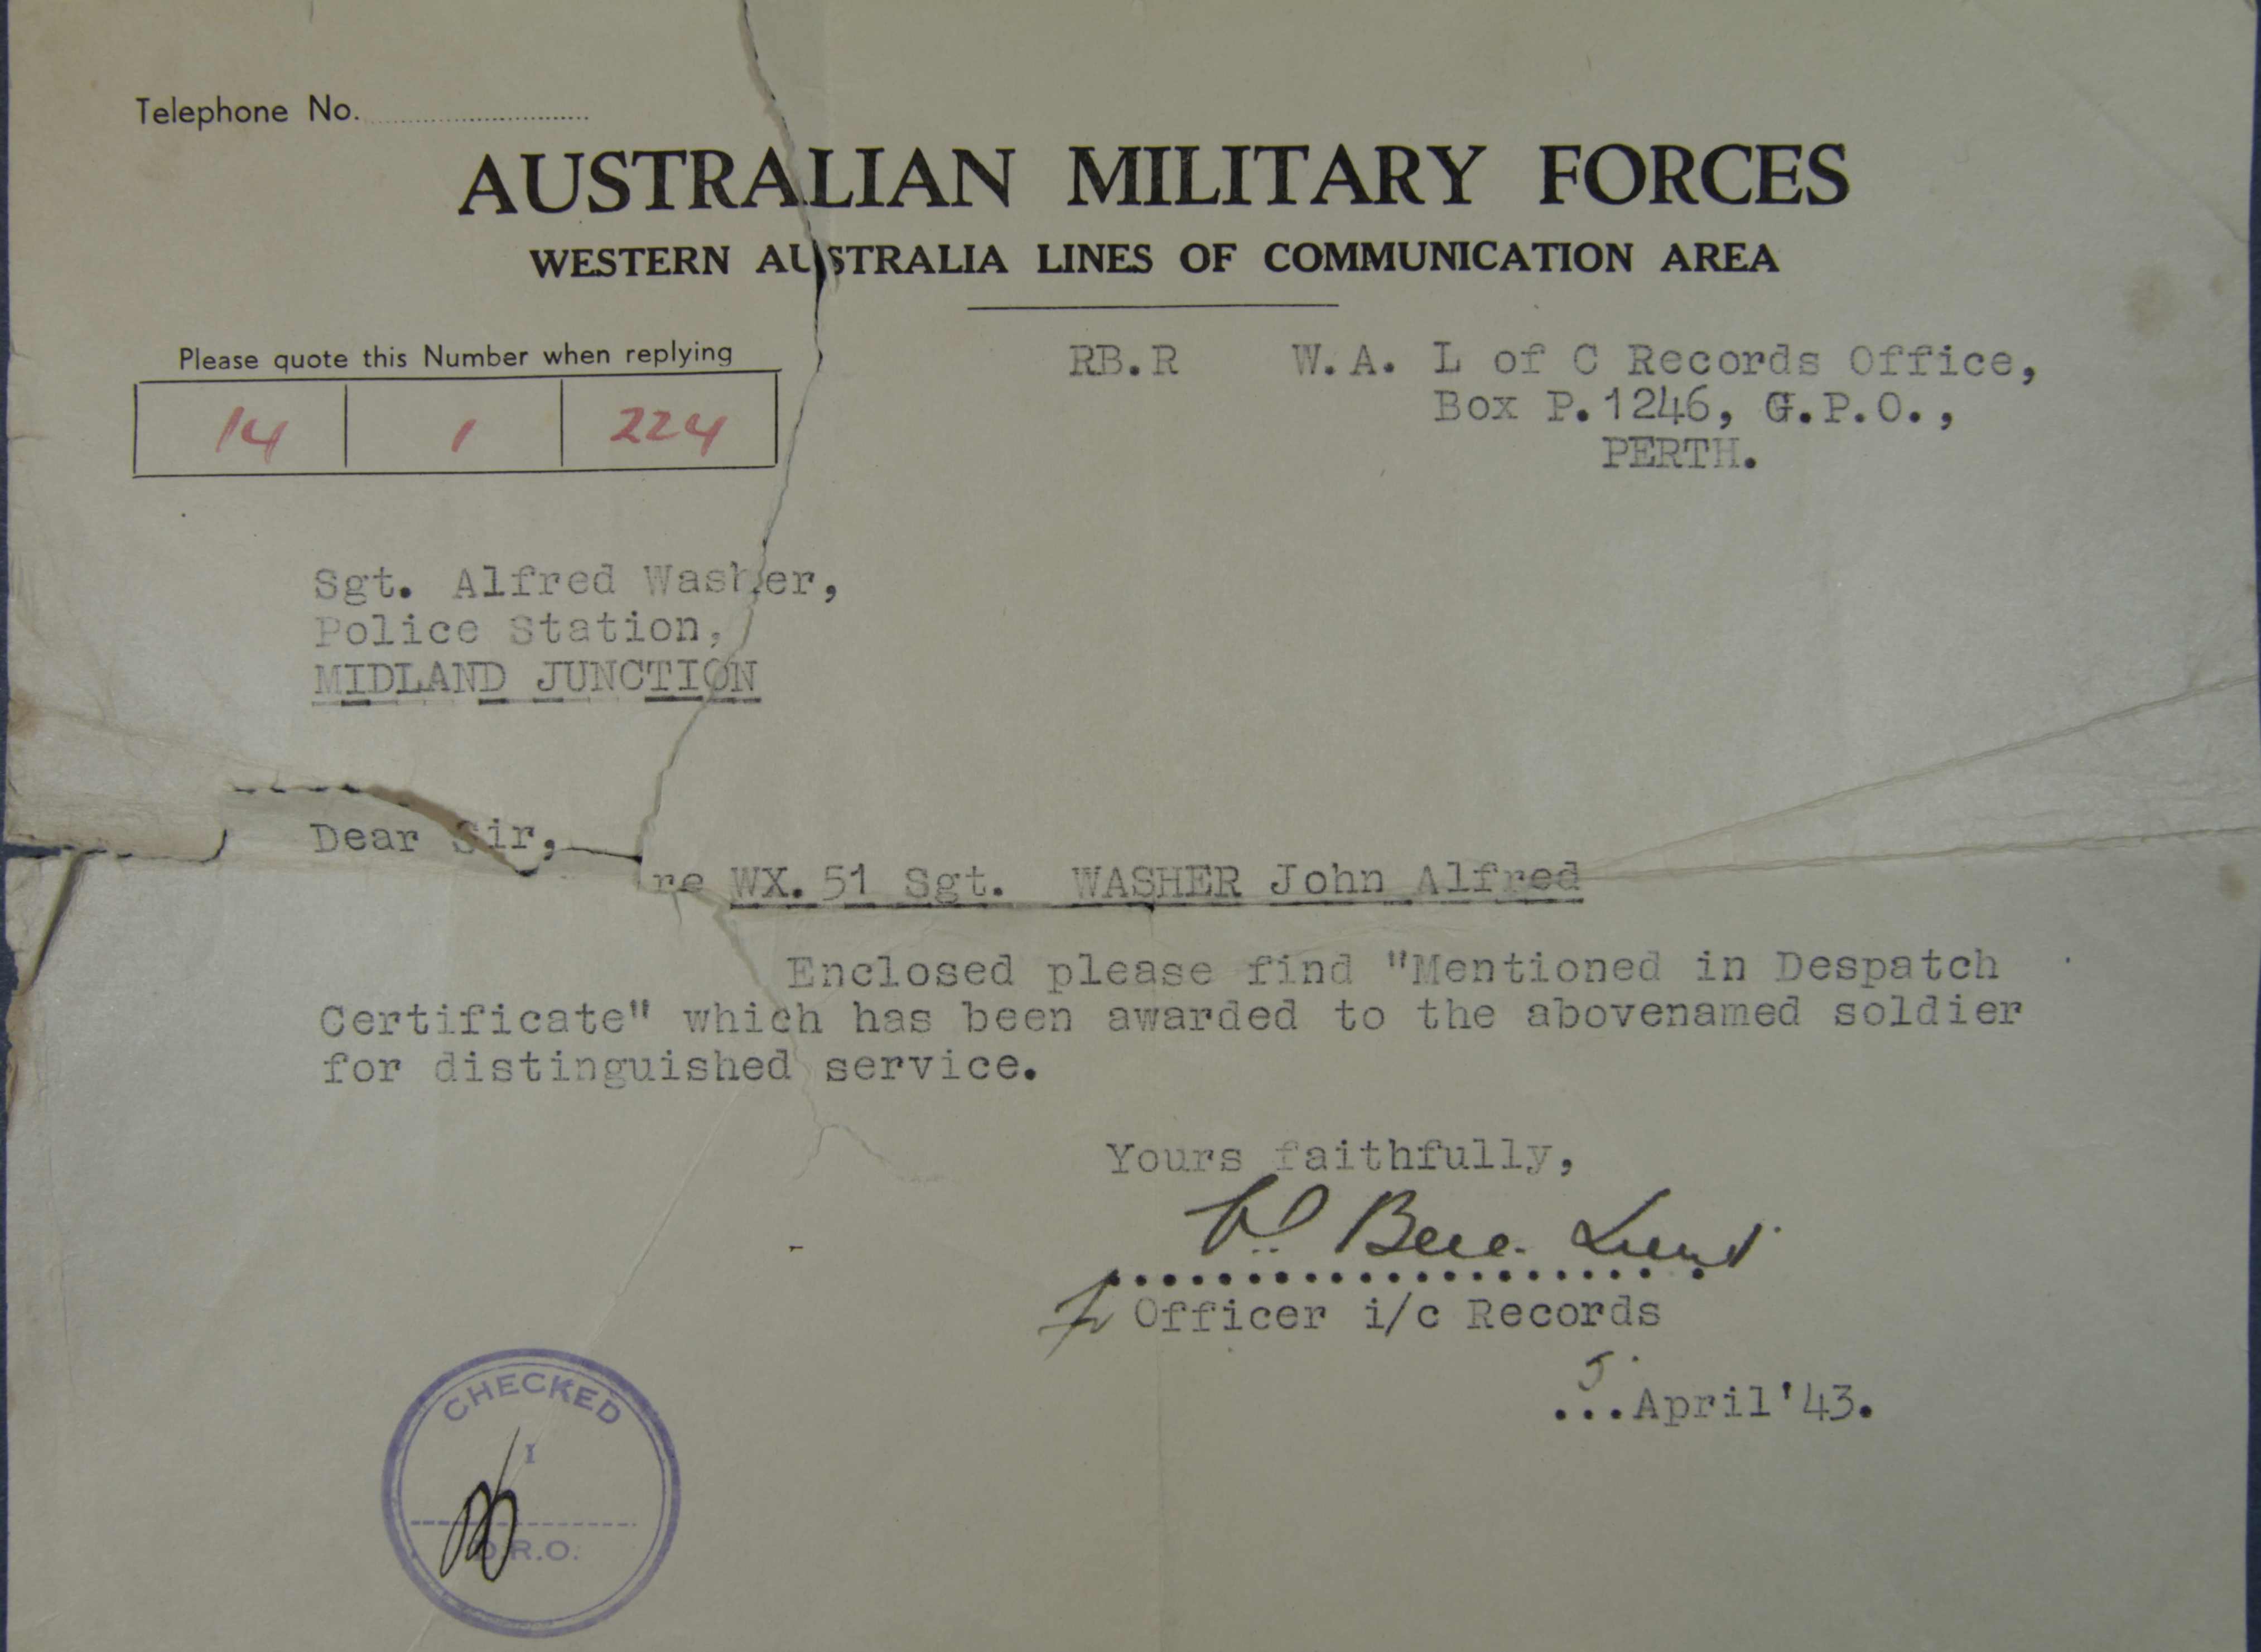 Telephone No.
AUSTRALIAN MILITARY FORCES
WESTERN AUSTRALIA LINES OF COMMUNICATION AREA
Please quote this Number when replying
14 1 224
RB.R W.A. L of C Records Office,
Box P.1246, G.P.O.,
PERTH.
Sgt. Alfred Washer,
Police Station,
MIDLAND JUNCTION
Dear Sir,
re WX.51 Sgt. WASHER John Alfred
Enclosed please find "Mentioned in Despatch
Certificate" which has been awarded to the abovenamed soldier
for distinguished service.
Yours faithfully,
Officer i/c Records
5 ...April'43.
CHECKED
I
D.R.O.